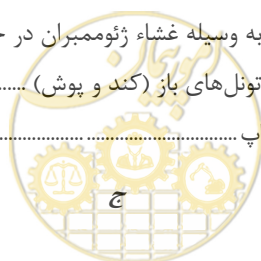 به وسیله غشاء ژئوممبران در
تونل‌های باز (کند و پوش) ........
پ ............................................................
ج